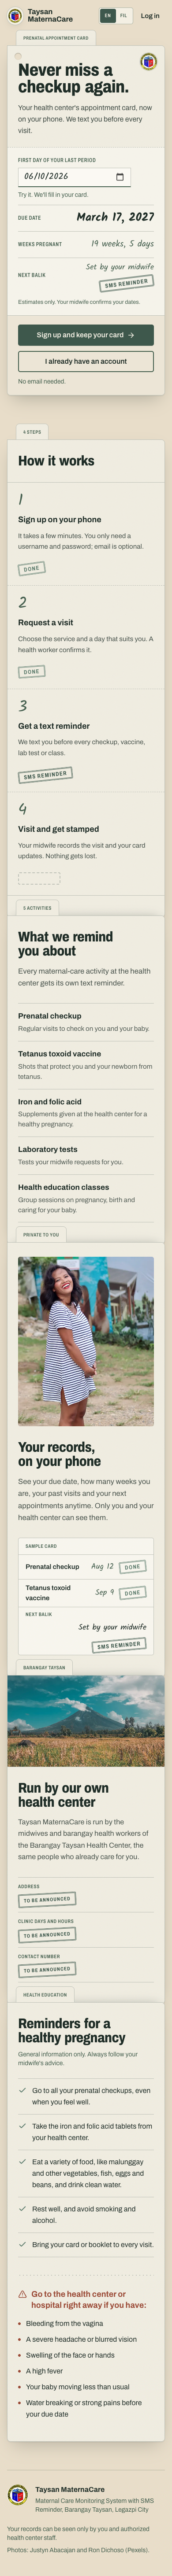 Taysan
MaternaCare
EN
FIL
Log in
PRENATAL APPOINTMENT CARD
Never miss a
checkup again.
Your health center's appointment card, now
on your phone. We text you before every
visit.
FIRST DAY OF YOUR LAST PERIOD
06/10/2026
Try it. We'll fill in your card.
DUE DATE
March 17, 2027
WEEKS PREGNANT
19 weeks, 5 days
NEXT BALIK
Set by your midwife
SMS REMINDER
Estimates only. Your midwife confirms your dates.
Sign up and keep your card →
I already have an account
No email needed.
4 STEPS
How it works
1
Sign up on your phone
It takes a few minutes. You only need a
username and password; email is optional.
DONE
2
Request a visit
Choose the service and a day that suits you. A
health worker confirms it.
DONE
3
Get a text reminder
We text you before every checkup, vaccine,
lab test or class.
SMS REMINDER
4
Visit and get stamped
Your midwife records the visit and your card
updates. Nothing gets lost.
5 ACTIVITIES
What we remind
you about
Every maternal-care activity at the health
center gets its own reminder.
Prenatal checkup
Regular visits to check on you and your baby.
Tetanus toxoid vaccine
Shots that protect you and your newborn from
tetanus.
Iron and folic acid
Supplements given at the health center for a
healthy pregnancy.
Laboratory tests
Tests your midwife requests for you.
Health education classes
Group sessions on pregnancy, birth and
caring for your baby.
PRIVATE TO YOU
Your records,
on your phone
See your due date, how many weeks you
are, your past visits and your next
appointments anytime. Only you and your
health center can see them.
SAMPLE CARD
Prenatal checkup
Aug 12
DONE
Tetanus toxoid
vaccine
Sep 9
DONE
NEXT BALIK
Set by your midwife
SMS REMINDER
BARANGAY TAYSAN
Run by our own
health center
Taysan MaternaCare is run by the
midwives and barangay health workers of
the Barangay Taysan Health Center, the
same people who already care for you.
ADDRESS
TO BE ANNOUNCED
CLINIC DAYS AND HOURS
TO BE ANNOUNCED
CONTACT NUMBER
TO BE ANNOUNCED
HEALTH EDUCATION
Reminders for a
healthy pregnancy
General information only. Always follow your
midwife's advice.
Go to all your prenatal checkups, even
when you feel well.
Take the iron and folic acid tablets from
your health center.
Eat a variety of food, like malunggay
and other vegetables, fish, eggs and
beans, and drink clean water.
Rest well, and avoid smoking and
alcohol.
Bring your card or booklet to every visit.
Go to the health center or
hospital right away if you have:
Bleeding from the vagina
A severe headache or blurred vision
Swelling of the face or hands
A high fever
Your baby moving less than usual
Water breaking or strong pains before
your due date
Taysan MaternaCare
Maternal Care Monitoring System with SMS
Reminder, Barangay Taysan, Legazpi City
Your records can be seen only by you and authorized
health center staff.
Photos: Justyn Abacajan and Ron Dichoso (Pexels).